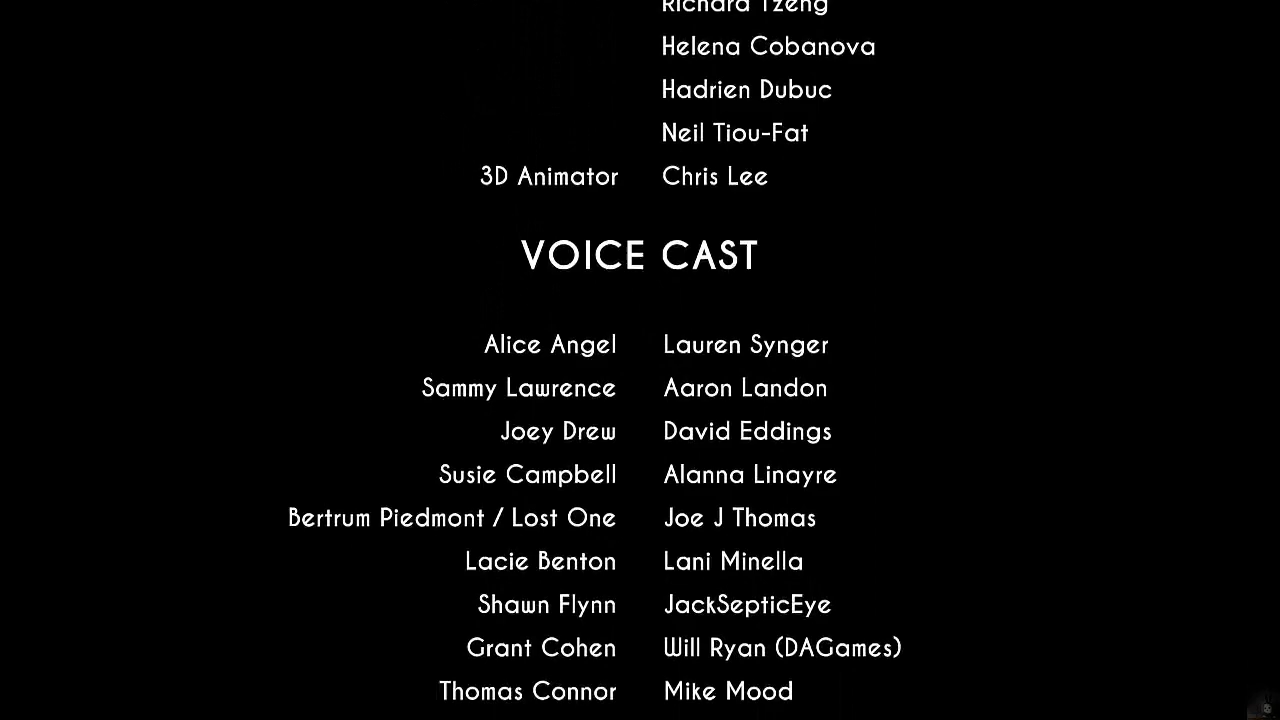 Richard Tzeng
Helena Cobanova
Hadrien Dubuc
Neil Tiou-Fat
3D Animator Chris Lee
VOICE CAST
Alice Angel Lauren Synger
Sammy Lawrence Aaron Landon
Joey Drew David Eddings
Susie Campbell Alanna Linayre
Bertrum Piedmont / Lost One Joe J Thomas
Lacie Benton Lani Minella
Shawn Flynn JackSepticEye
Grant Cohen Will Ryan (DAGames)
Thomas Connor Mike Mood